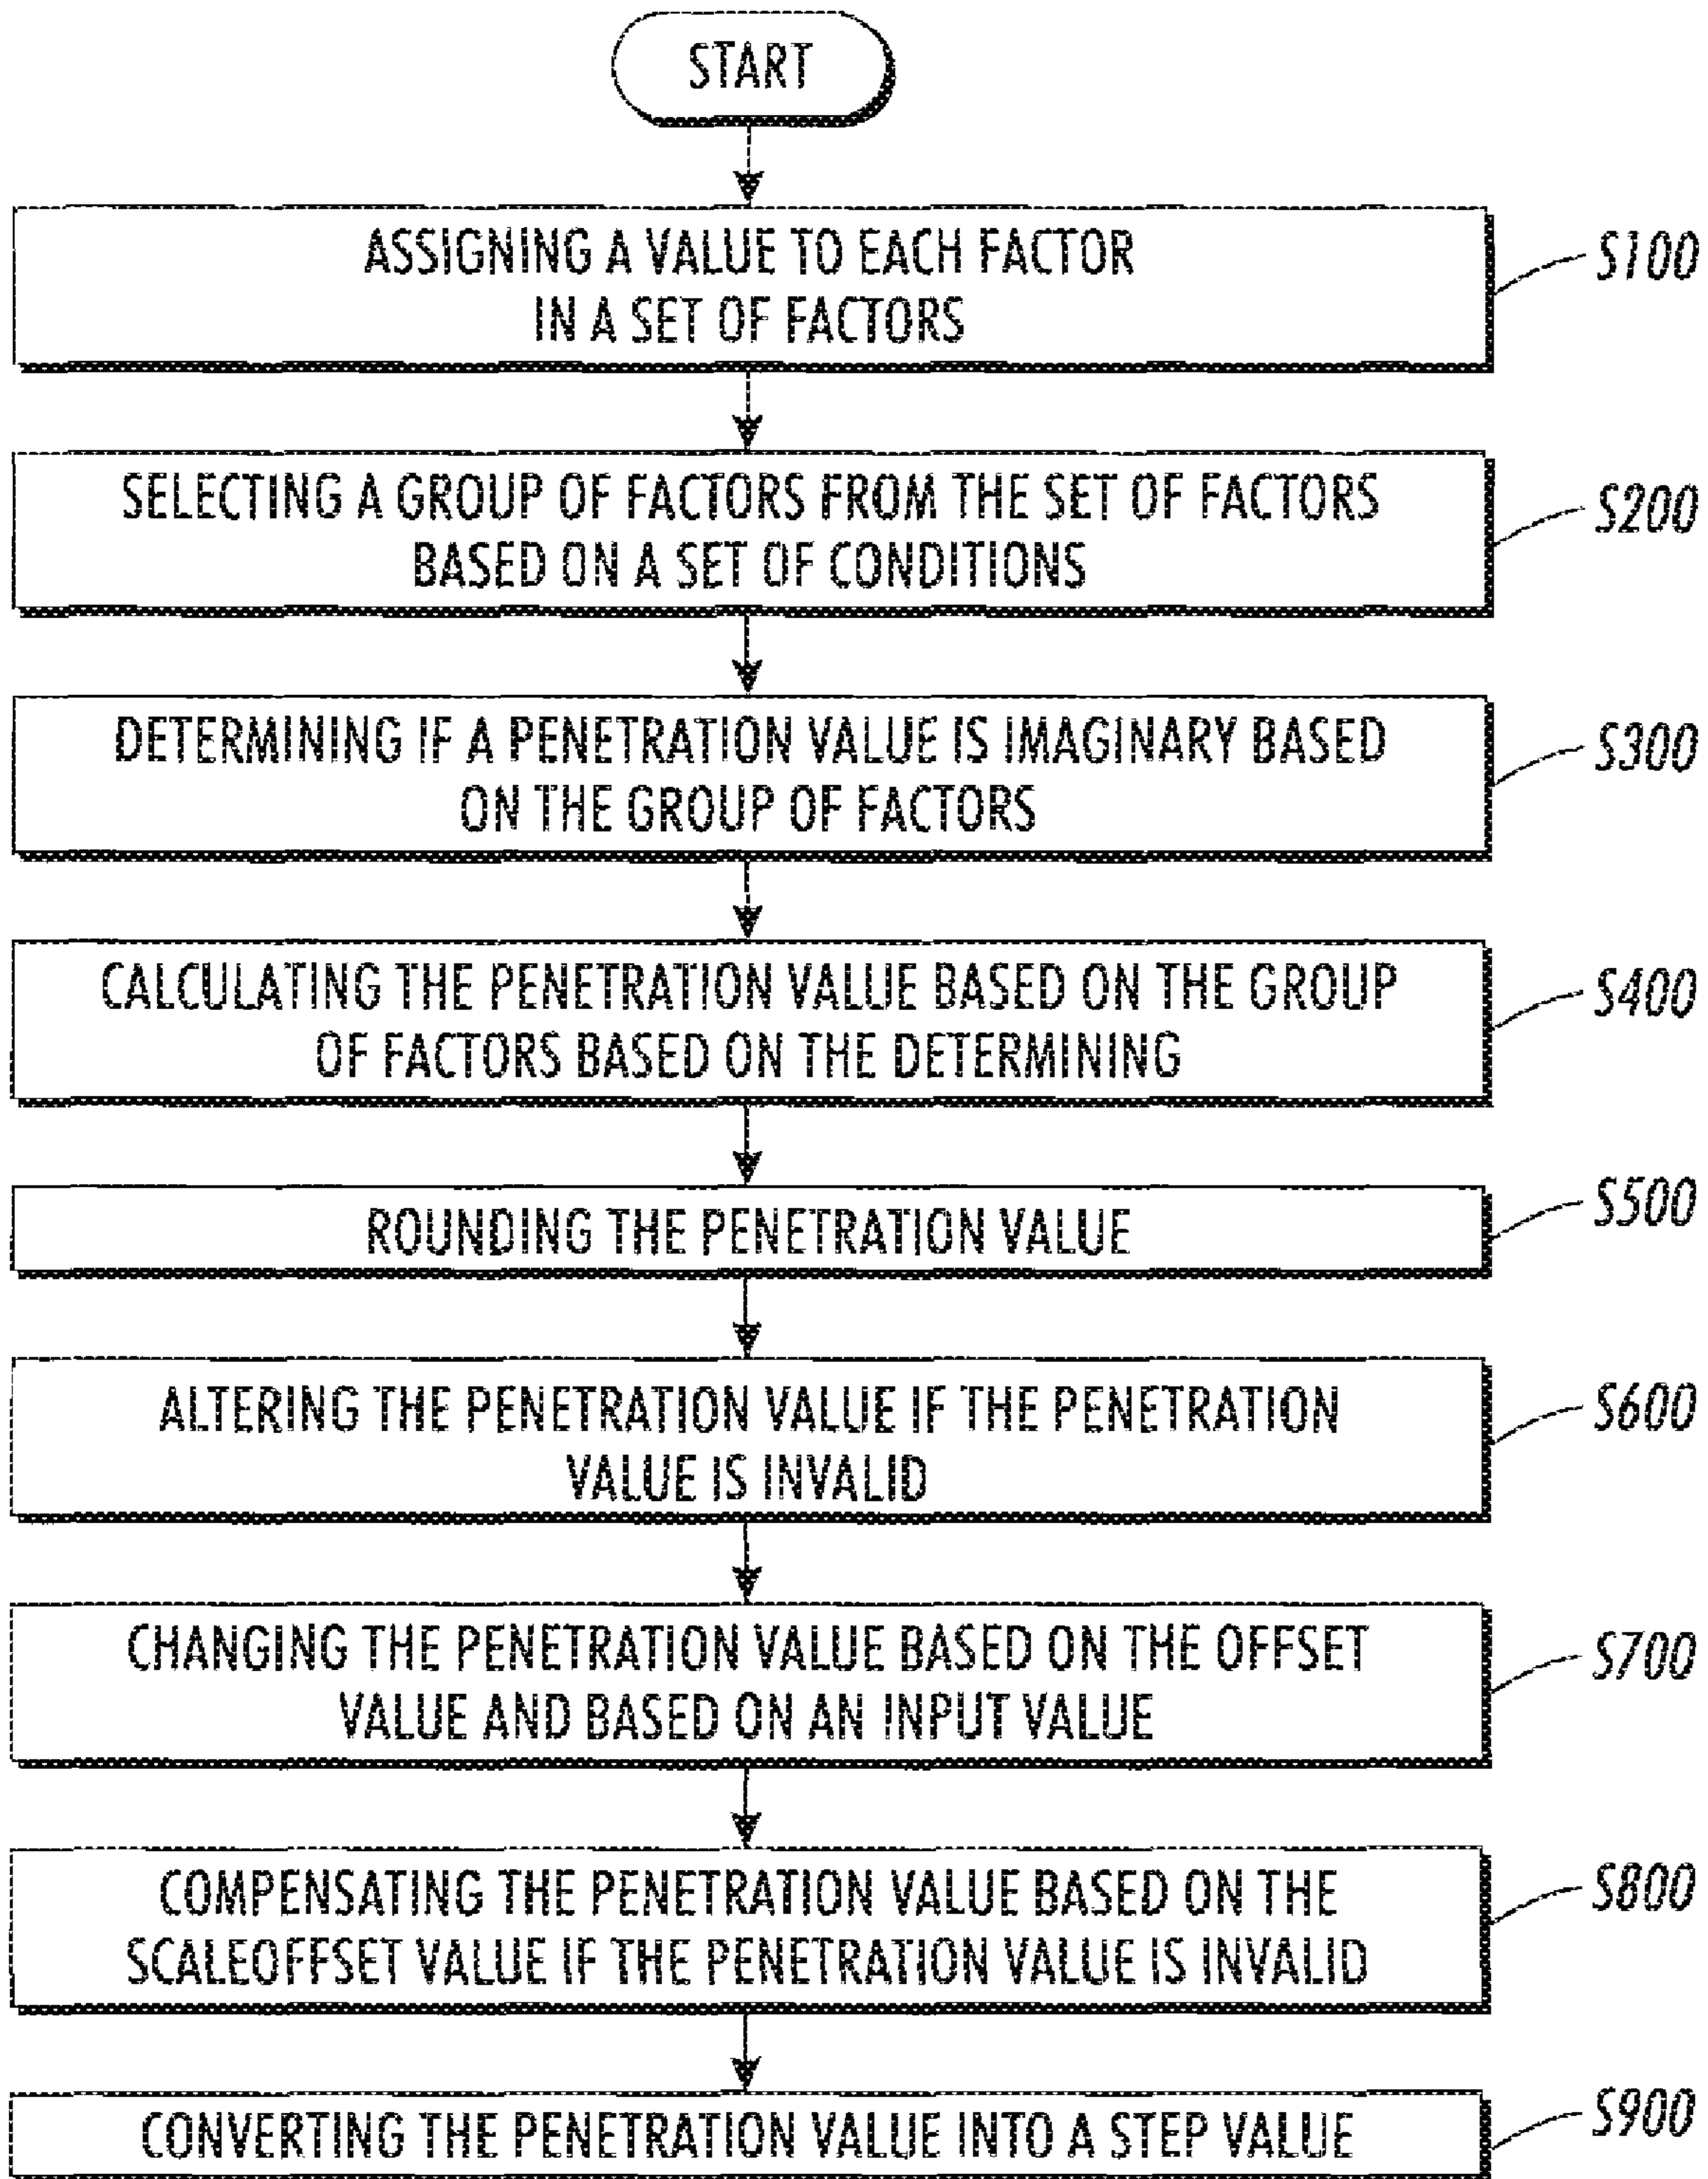 START
ASSIGNING A VALUE TO EACH FACTOR
IN A SET OF FACTORS
S100
SELECTING A GROUP OF FACTORS FROM THE SET OF FACTORS
BASED ON A SET OF CONDITIONS
S200
DETERMINING IF A PENETRATION VALUE IS IMAGINARY BASED
ON THE GROUP OF FACTORS
S300
CALCULATING THE PENETRATION VALUE BASED ON THE GROUP
OF FACTORS BASED ON THE DETERMINING
S400
ROUNDING THE PENETRATION VALUE
S500
ALTERING THE PENETRATION VALUE IF THE PENETRATION
VALUE IS INVALID
S600
CHANGING THE PENETRATION VALUE BASED ON THE OFFSET
VALUE AND BASED ON AN INPUT VALUE
S700
COMPENSATING THE PENETRATION VALUE BASED ON THE
SCALEOFFSET VALUE IF THE PENETRATION VALUE IS INVALID
S800
CONVERTING THE PENETRATION VALUE INTO A STEP VALUE
S900